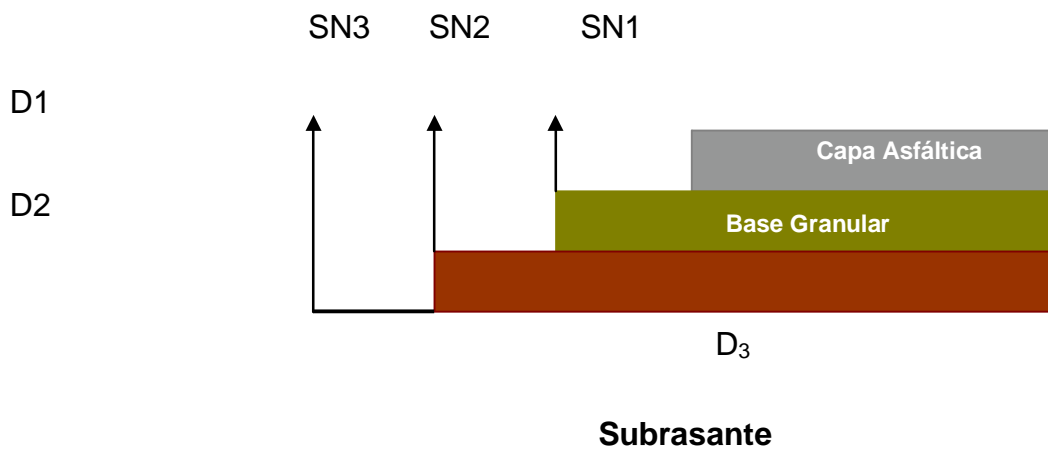 SN3 SN2 SN1
D1
Capa Asfáltica
D2
Base Granular
D₃
Subrasante